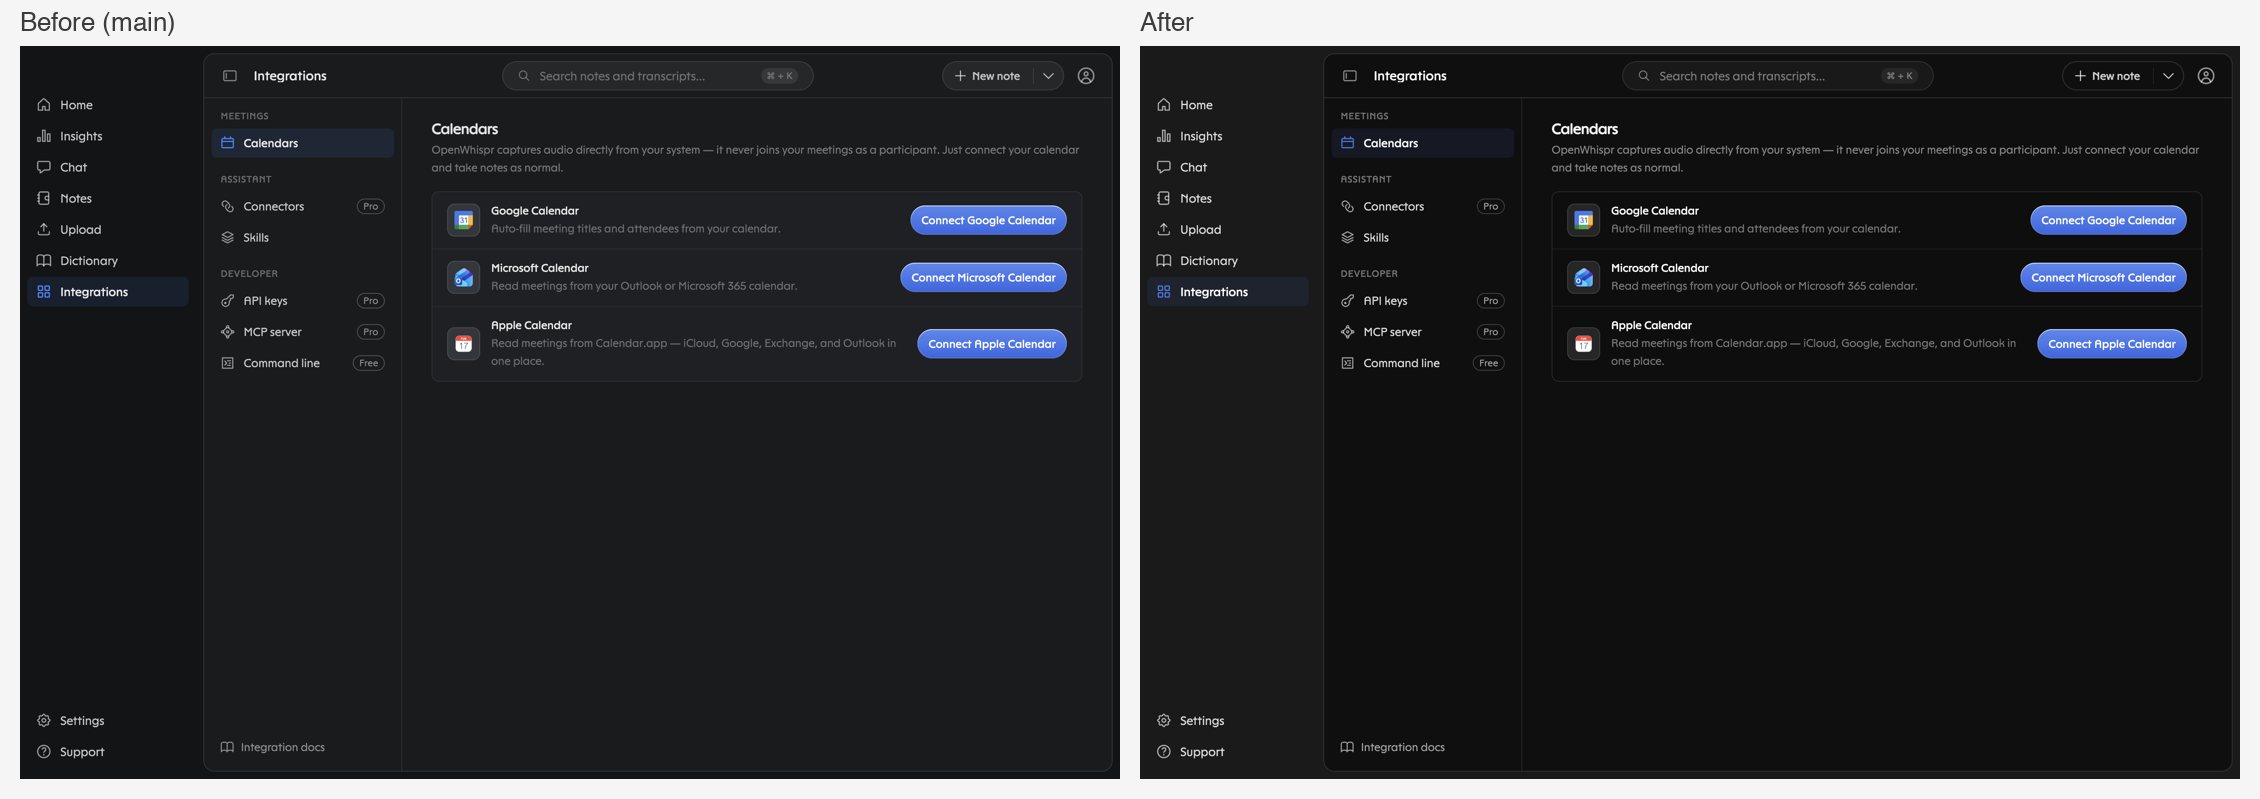 Before (main)
Integrations
Search notes and transcripts...
⌘ + K
New note
Home
Insights
Chat
Notes
Upload
Dictionary
Integrations
Settings
Support
MEETINGS
Calendars
ASSISTANT
Connectors
Pro
Skills
DEVELOPER
API keys
Pro
MCP server
Pro
Command line
Free
Integration docs
Calendars
OpenWhispr captures audio directly from your system — it never joins your meetings as a participant. Just connect your calendar
and take notes as normal.
31
Google Calendar
Auto-fill meeting titles and attendees from your calendar.
Connect Google Calendar
Microsoft Calendar
Read meetings from your Outlook or Microsoft 365 calendar.
Connect Microsoft Calendar
17
Apple Calendar
Read meetings from Calendar.app — iCloud, Google, Exchange, and Outlook in
one place.
Connect Apple Calendar
After
Integrations
Search notes and transcripts...
⌘ + K
New note
Home
Insights
Chat
Notes
Upload
Dictionary
Integrations
Settings
Support
MEETINGS
Calendars
ASSISTANT
Connectors
Pro
Skills
DEVELOPER
API keys
Pro
MCP server
Pro
Command line
Free
Integration docs
Calendars
OpenWhispr captures audio directly from your system — it never joins your meetings as a participant. Just connect your calendar
and take notes as normal.
31
Google Calendar
Auto-fill meeting titles and attendees from your calendar.
Connect Google Calendar
Microsoft Calendar
Read meetings from your Outlook or Microsoft 365 calendar.
Connect Microsoft Calendar
17
Apple Calendar
Read meetings from Calendar.app — iCloud, Google, Exchange, and Outlook in
one place.
Connect Apple Calendar